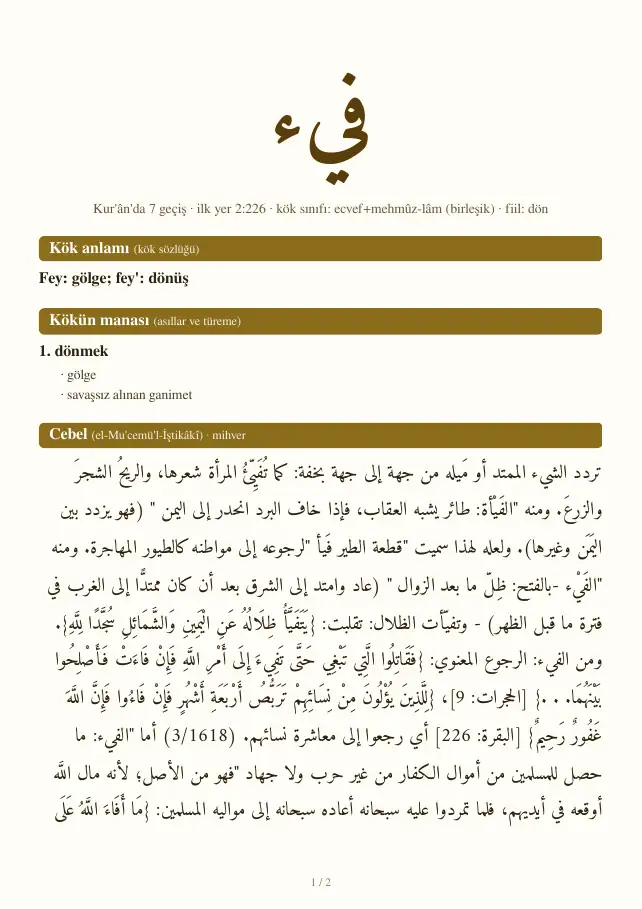 فيء
Kur'ân'da 7 geçiş · ilk yer 2:226 · kök sınıfı: ecvef+mehmûz-lâm (birleşik) · fiil: dön
Kök anlamı (kök sözlüğü)
Fey: gölge; fey': dönüş
Kökün manası (asıllar ve türeme)
1. dönmek
· gölge
· savaşsız alınan ganimet
Cebel (el-Mu'cemü'l-İştikâkî) · mihver
تردد الشيء الممتد أو مَيله من جهة إلى جهة بخفة: كما تُفَيِّئُ المرأة شعرها، والريحُ الشجرَ
والزرعَ. ومنه "الفَيْأة: طائر يشبه العقاب، فإذا خاف البرد انحدر إلى اليمن " (فهو يزدد بين
اليَمَن وغيرها). ولعله لهذا سميت "قطعة الطير فَيأ "لرجوعه إلى مواطنه كالطيور المهاجرة. ومنه
"الفَيْء -بالفتح: ظِلّ ما بعد الزوال " (عاد وامتد إلى الشرق بعد أن كان ممتدًّا إلى الغرب في
فترة ما قبل الظهر) - وتفيّأت الظلال: تقلبت: {يَتَفَيَّأُ ظِلَالُهُ عَنِ الْيَمِينِ وَالشَّمَائِلِ سُجَّدًا لِلَّهِ}.
ومن الفيء: الرجوع المعنوي: {فَقَاتِلُوا الَّتِي تَبْغِي حَتَّى تَفِيءَ إِلَى أَمْرِ اللَّهِ فَإِنْ فَاءَتْ فَأَصْلِحُوا
بَيْنَهُمَا. . .} [الحجرات: 9]، {لِلَّذِينَ يُؤْلُونَ مِنْ نِسَائِهِمْ تَرَبُّصُ أَرْبَعَةِ أَشْهُرٍ فَإِنْ فَاءُوا فَإِنَّ اللَّهَ
غَفُورٌ رَحِيمٌ} [البقرة: 226] أي رجعوا إلى معاشرة نسائهم. (3/1618) أما "الفيء: ما
حصل للمسلمين من أموال الكفار من غير حرب ولا جهاد "فهو من الأصل؛ لأنه مال الله
أوقعه في أيديهم، فلما تمردوا عليه سبحانه أعاده سبحانه إلى مواليه المسلمين: {مَا أَفَاءَ اللَّهُ عَلَى
1 / 2